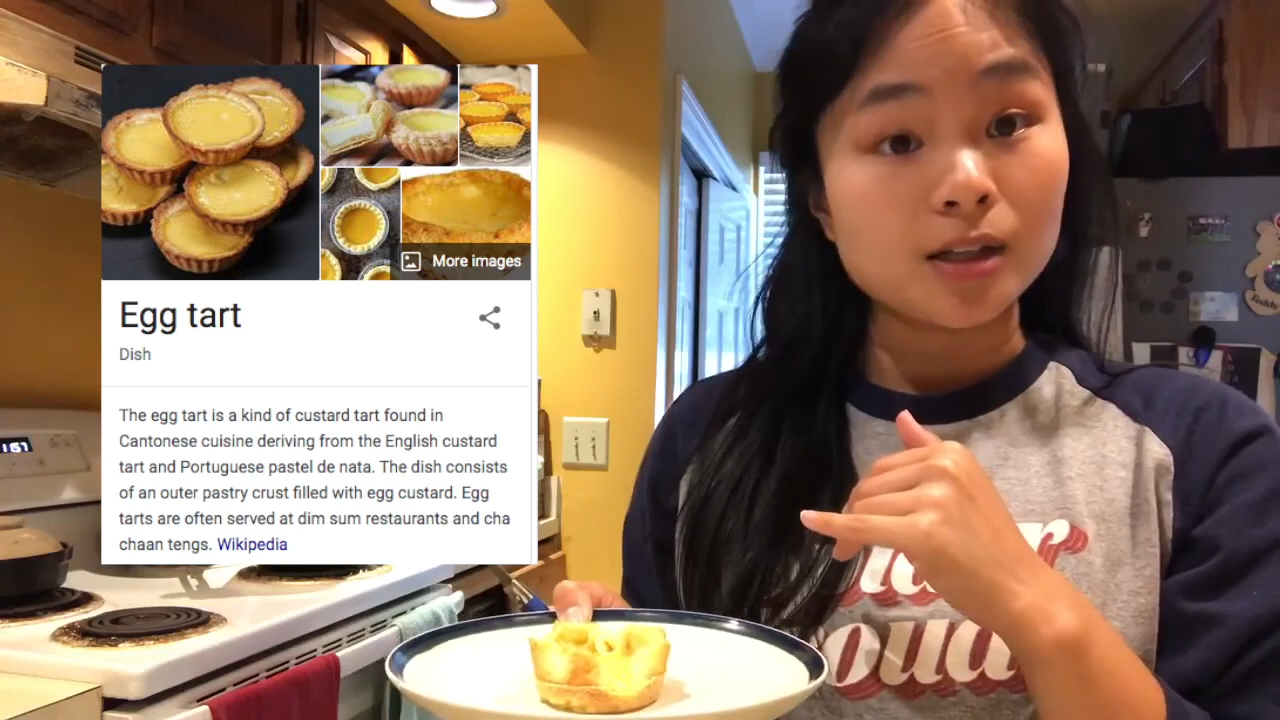 More images
Egg tart
Dish
The egg tart is a kind of custard tart found in
Cantonese cuisine deriving from the English custard
tart and Portuguese pastel de nata. The dish consists
of an outer pastry crust filled with egg custard. Egg
tarts are often served at dim sum restaurants and cha
chaan tengs. Wikipedia